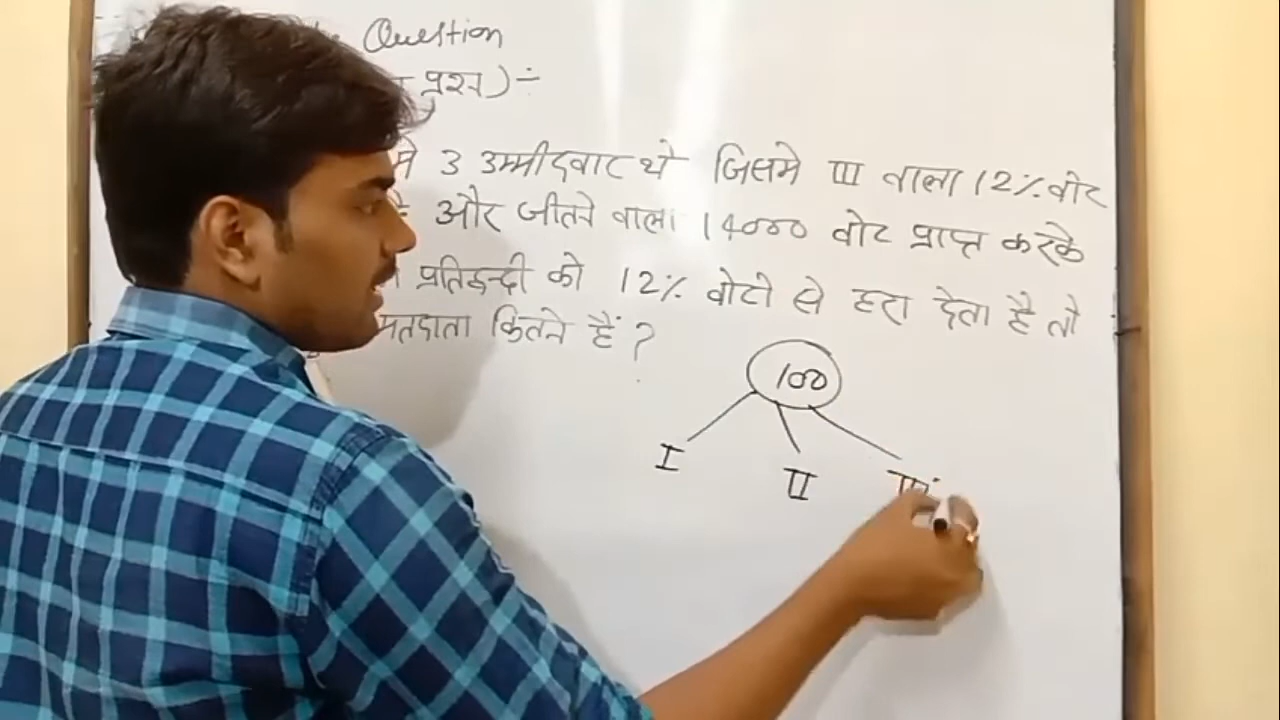 Question
प्रश्न) ÷
मे 3 उम्मीदवार थे जिसमे III वाला 12% वोट
और जीतने वाला 14000 वोट प्राप्त करके
प्रतिद्वन्दी को 12% वोटो से हरा देता है तो
मतदाता कितने हैं ?
100
I II III